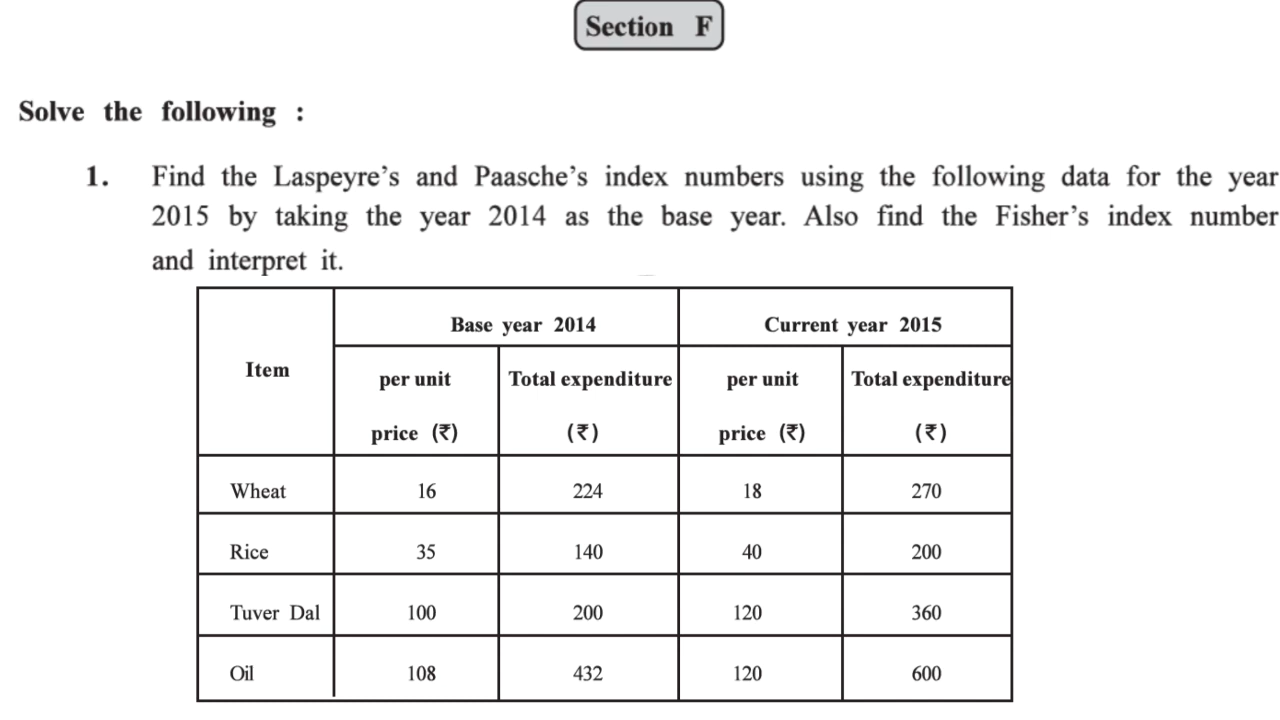 Section F
Solve the following :
1. Find the Laspeyre's and Paasche's index numbers using the following data for the year
2015 by taking the year 2014 as the base year. Also find the Fisher's index number
and interpret it.
Item
Base year 2014
Current year 2015
per unit price (₹)
Total expenditure (₹)
per unit price (₹)
Total expenditure (₹)
Wheat 16 224 18 270
Rice 35 140 40 200
Tuver Dal 100 200 120 360
Oil 108 432 120 600